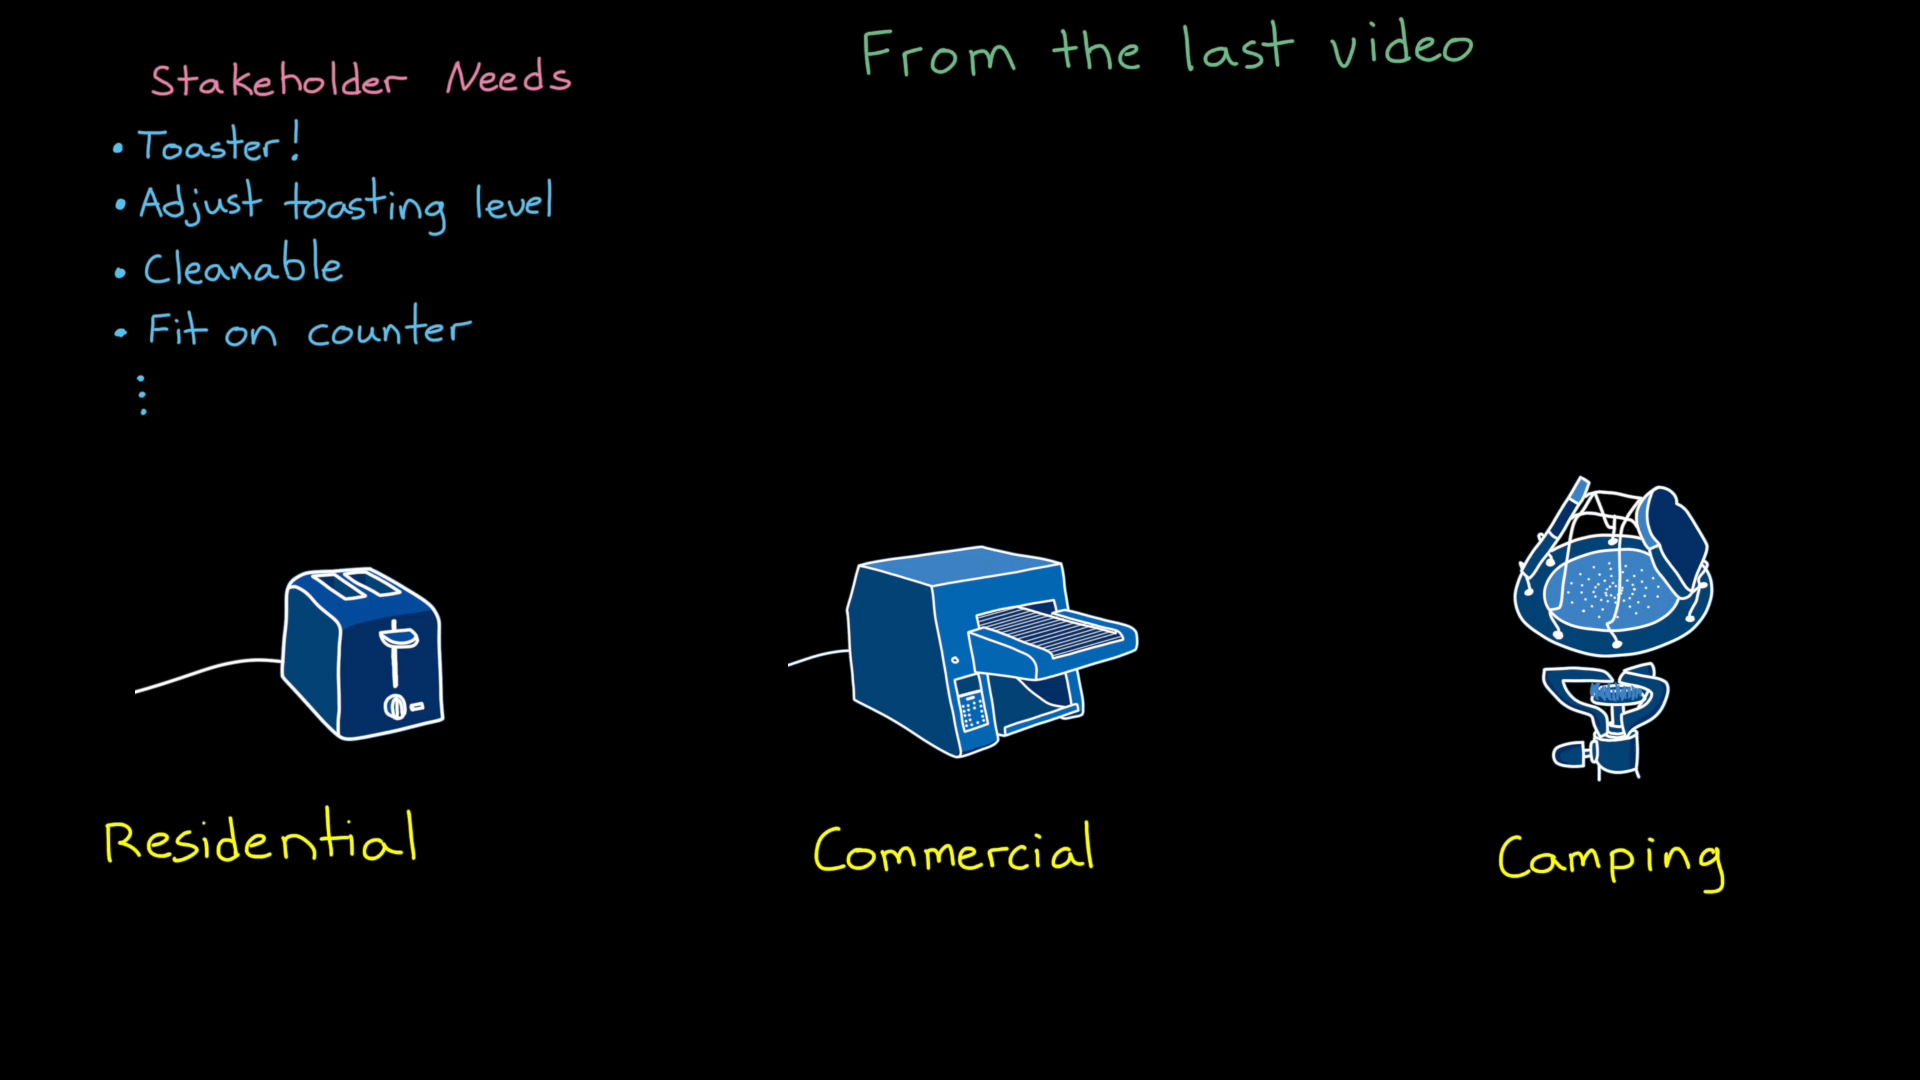 From the last video
Stakeholder Needs
• Toaster!
• Adjust toasting level
• Cleanable
• Fit on counter
⋮
Residential
Commercial
Camping